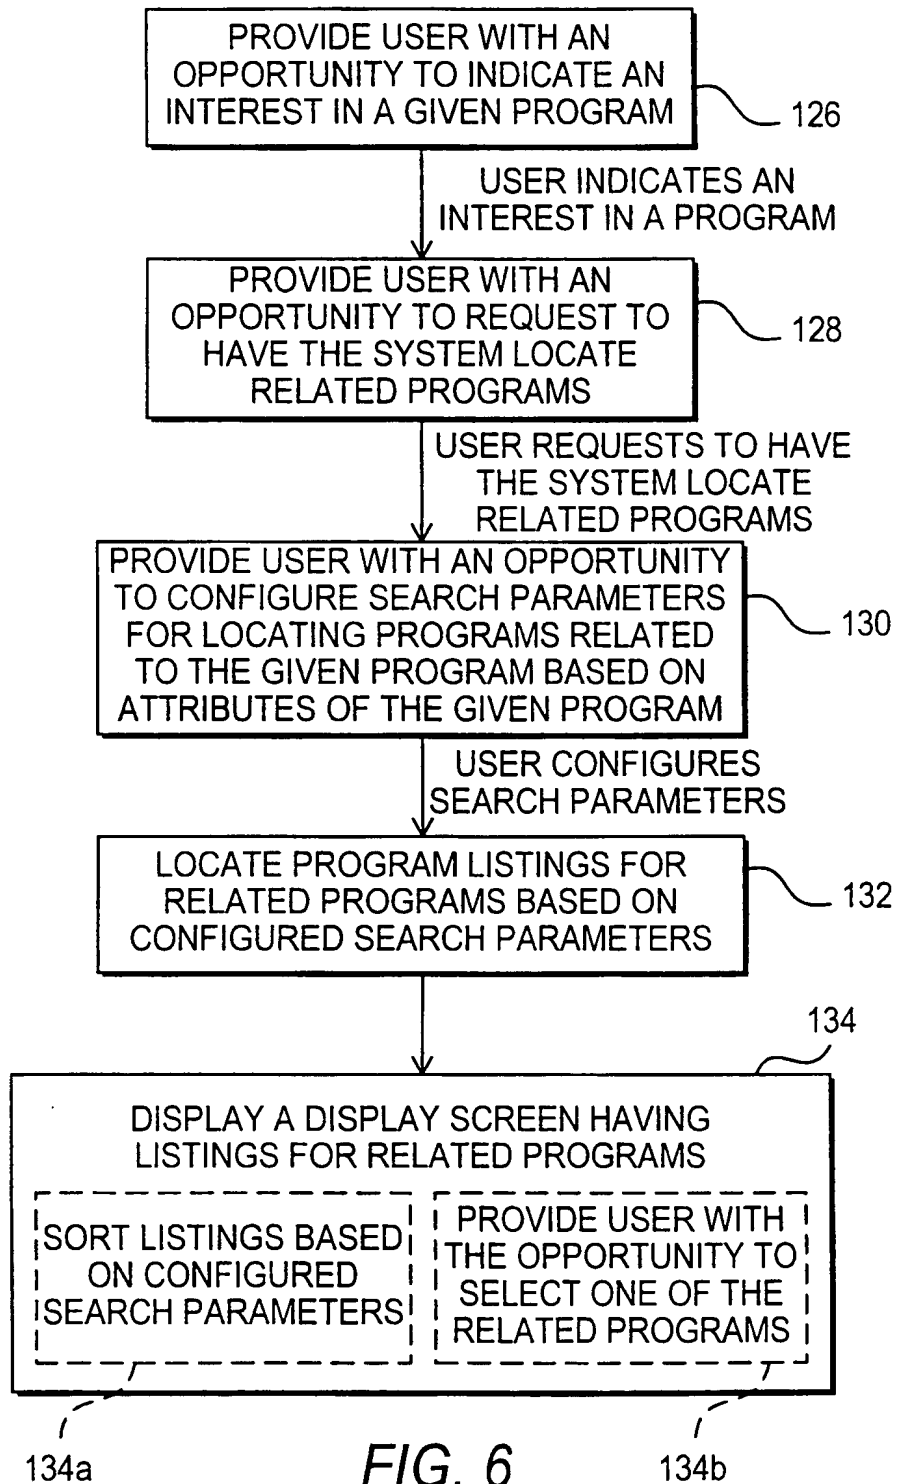 PROVIDE USER WITH AN
OPPORTUNITY TO INDICATE AN
INTEREST IN A GIVEN PROGRAM
126
USER INDICATES AN
INTEREST IN A PROGRAM
PROVIDE USER WITH AN
OPPORTUNITY TO REQUEST TO
HAVE THE SYSTEM LOCATE
RELATED PROGRAMS
128
USER REQUESTS TO HAVE
THE SYSTEM LOCATE
RELATED PROGRAMS
PROVIDE USER WITH AN OPPORTUNITY
TO CONFIGURE SEARCH PARAMETERS
FOR LOCATING PROGRAMS RELATED
TO THE GIVEN PROGRAM BASED ON
ATTRIBUTES OF THE GIVEN PROGRAM
130
USER CONFIGURES
SEARCH PARAMETERS
LOCATE PROGRAM LISTINGS FOR
RELATED PROGRAMS BASED ON
CONFIGURED SEARCH PARAMETERS
132
134
DISPLAY A DISPLAY SCREEN HAVING
LISTINGS FOR RELATED PROGRAMS
SORT LISTINGS BASED
ON CONFIGURED
SEARCH PARAMETERS
PROVIDE USER WITH
THE OPPORTUNITY TO
SELECT ONE OF THE
RELATED PROGRAMS
134a
134b
FIG. 6